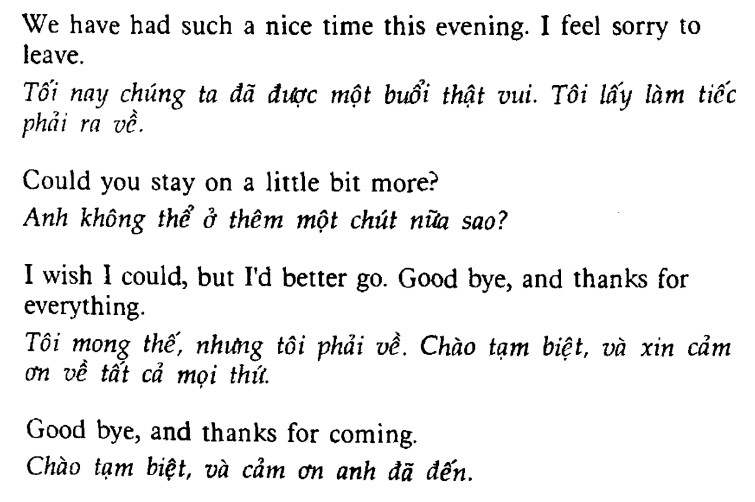 We have had such a nice time this evening. I feel sorry to
leave.
Tối nay chúng ta đã được một buổi thật vui. Tôi lấy làm tiếc
phải ra về.
Could you stay on a little bit more?
Anh không thể ở thêm một chút nữa sao?
I wish I could, but I'd better go. Good bye, and thanks for
everything.
Tôi mong thế, nhưng tôi phải về. Chào tạm biệt, và xin cảm
ơn về tất cả mọi thứ.
Good bye, and thanks for coming.
Chào tạm biệt, và cảm ơn anh đã đến.